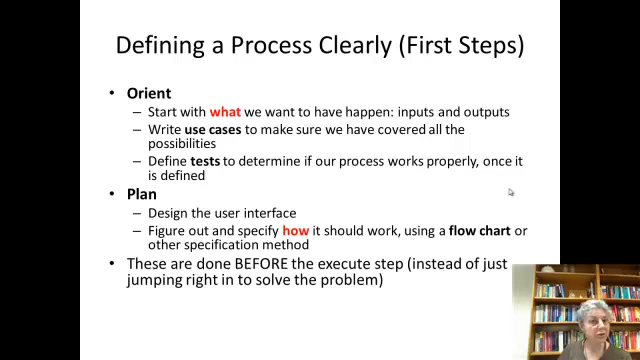 Defining a Process Clearly (First Steps)
• Orient
– Start with what we want to have happen: inputs and outputs
– Write use cases to make sure we have covered all the
possibilities
– Define tests to determine if our process works properly, once it
is defined
• Plan
– Design the user interface
– Figure out and specify how it should work, using a flow chart or
other specification method
• These are done BEFORE the execute step (instead of just
jumping right in to solve the problem)